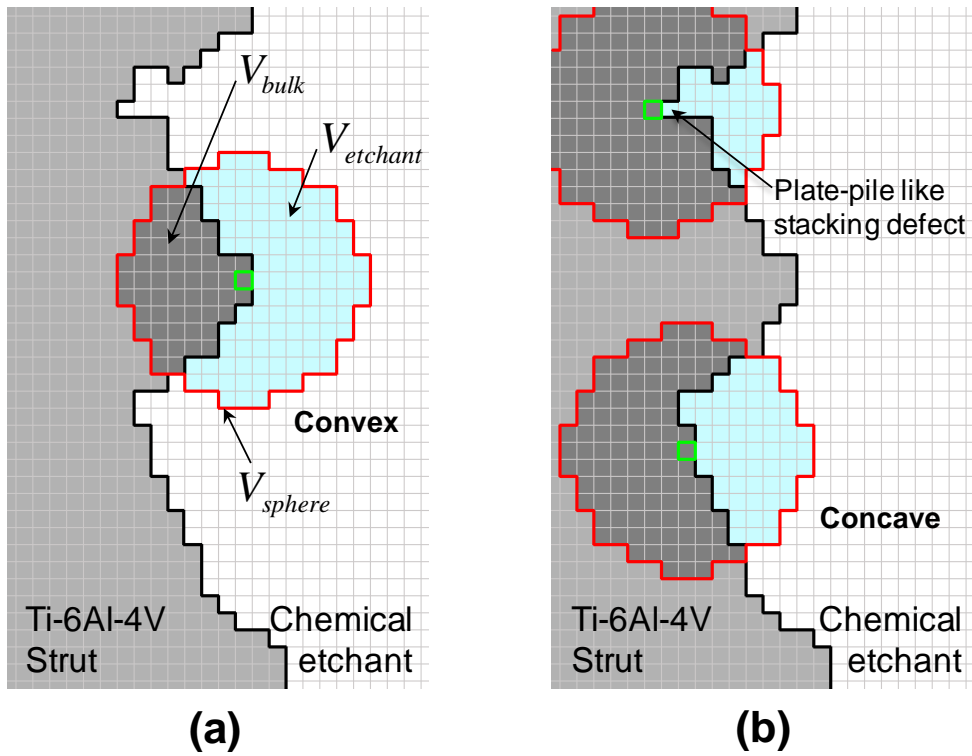 V_bulk
V_etchant
Convex
V_sphere
Ti-6Al-4V
Strut
Chemical
etchant
(a)
Plate-pile like
stacking defect
Concave
Ti-6Al-4V
Strut
Chemical
etchant
(b)